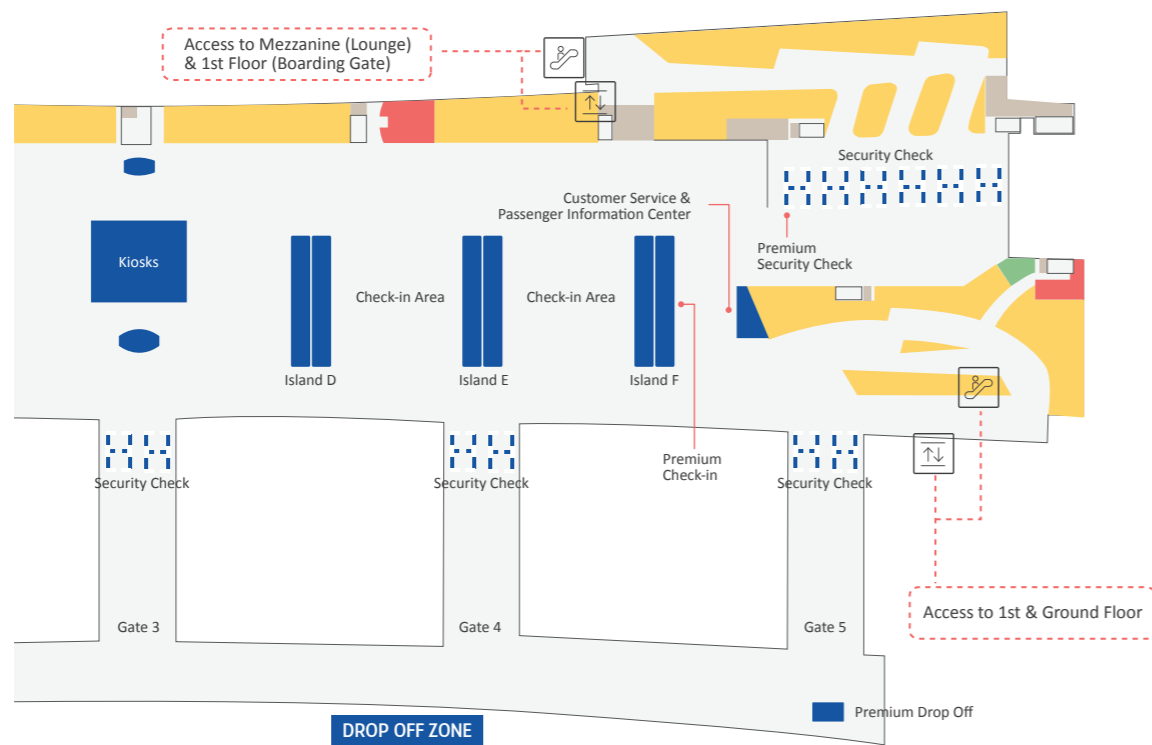 Access to Mezzanine (Lounge)
& 1st Floor (Boarding Gate)
Security Check
Customer Service &
Passenger Information Center
Premium
Security Check
Kiosks
Check-in Area
Check-in Area
Island D
Island E
Island F
Premium
Check-in
Security Check
Security Check
Security Check
Access to 1st & Ground Floor
Gate 3
Gate 4
Gate 5
Premium Drop Off
DROP OFF ZONE